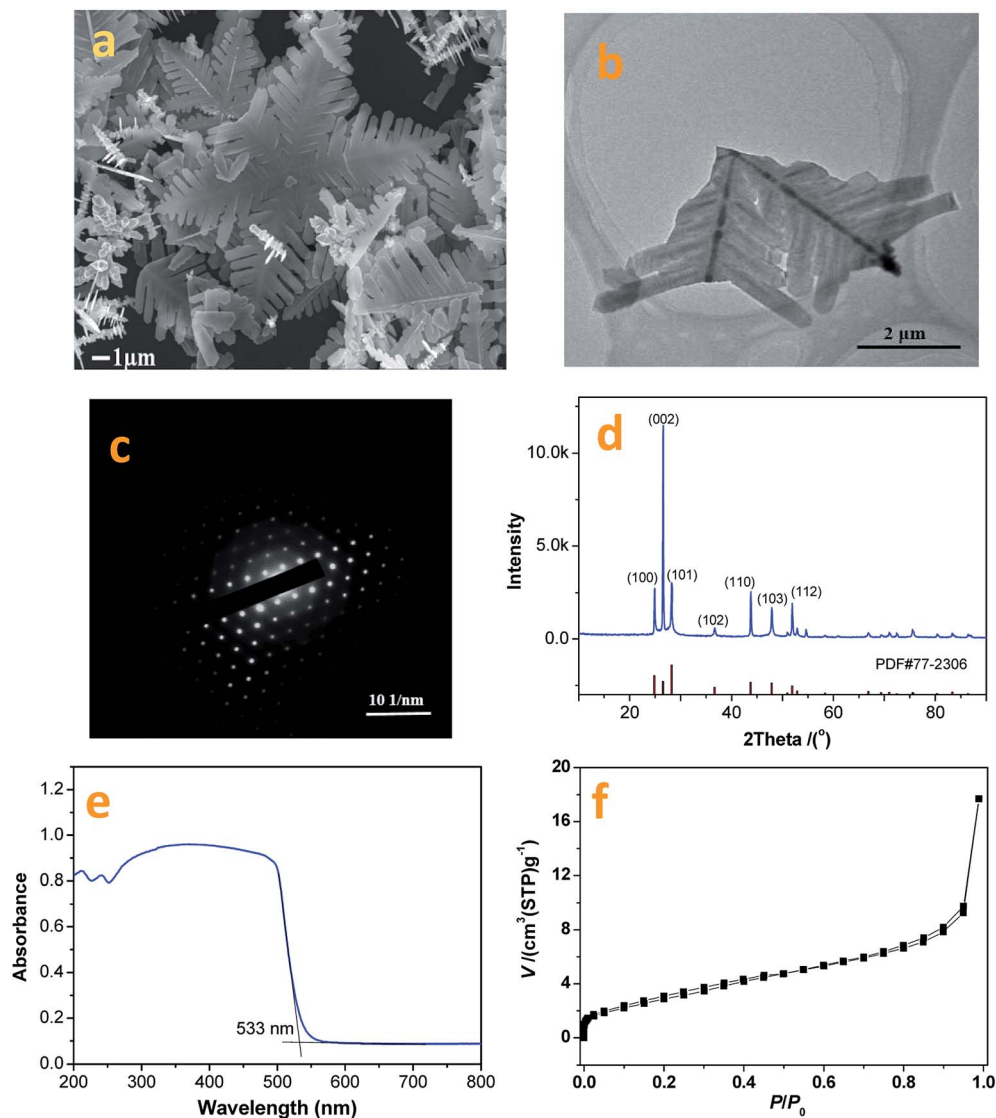 a
1μm
b
2 μm
c
10 1/nm
d
Intensity
10.0k
5.0k
0.0
(100)
(002)
(101)
(102)
(110)
(103)
(112)
PDF#77-2306
20 40 60 80
2Theta /(°)
e
Absorbance
1.2
1.0
0.8
0.6
0.4
0.2
0.0
533 nm
200 300 400 500 600 700 800
Wavelength (nm)
f
V /(cm³(STP)g⁻¹)
20
16
12
8
4
0
0.0 0.2 0.4 0.6 0.8 1.0
P/P₀